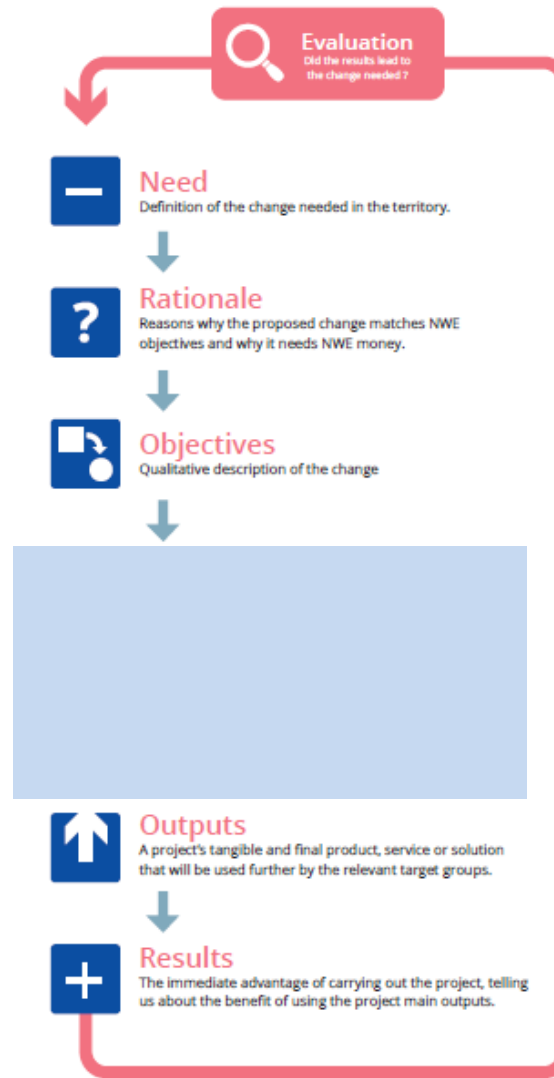 Evaluation
Did the results lead to
the change needed ?
Need
Definition of the change needed in the territory.
?
Rationale
Reasons why the proposed change matches NWE
objectives and why it needs NWE money.
Objectives
Qualitative description of the change
Outputs
A project's tangible and final product, service or solution
that will be used further by the relevant target groups.
Results
The immediate advantage of carrying out the project, telling
us about the benefit of using the project main outputs.